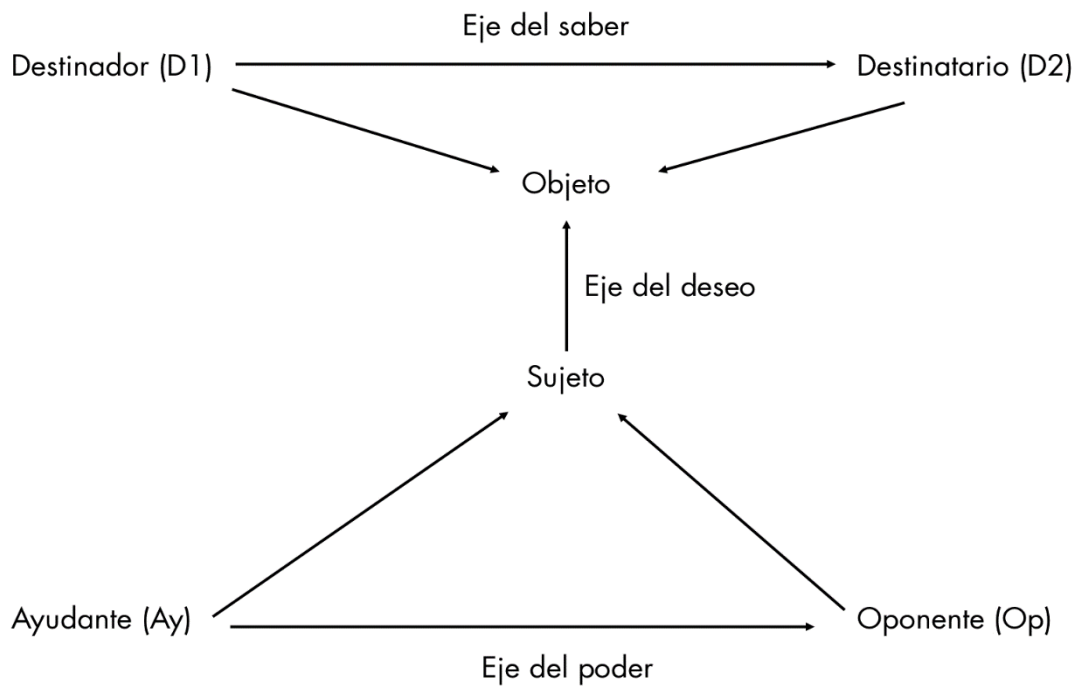 Eje del saber
Destinador (D1)
Destinatario (D2)
Objeto
Eje del deseo
Sujeto
Ayudante (Ay)
Oponente (Op)
Eje del poder